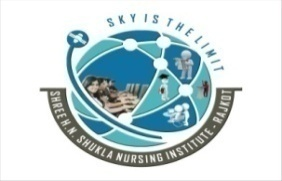 SKY IS THE LIMIT
SHREE H.N. SHUKLA NURSING INSTITUTE - RAJKOT